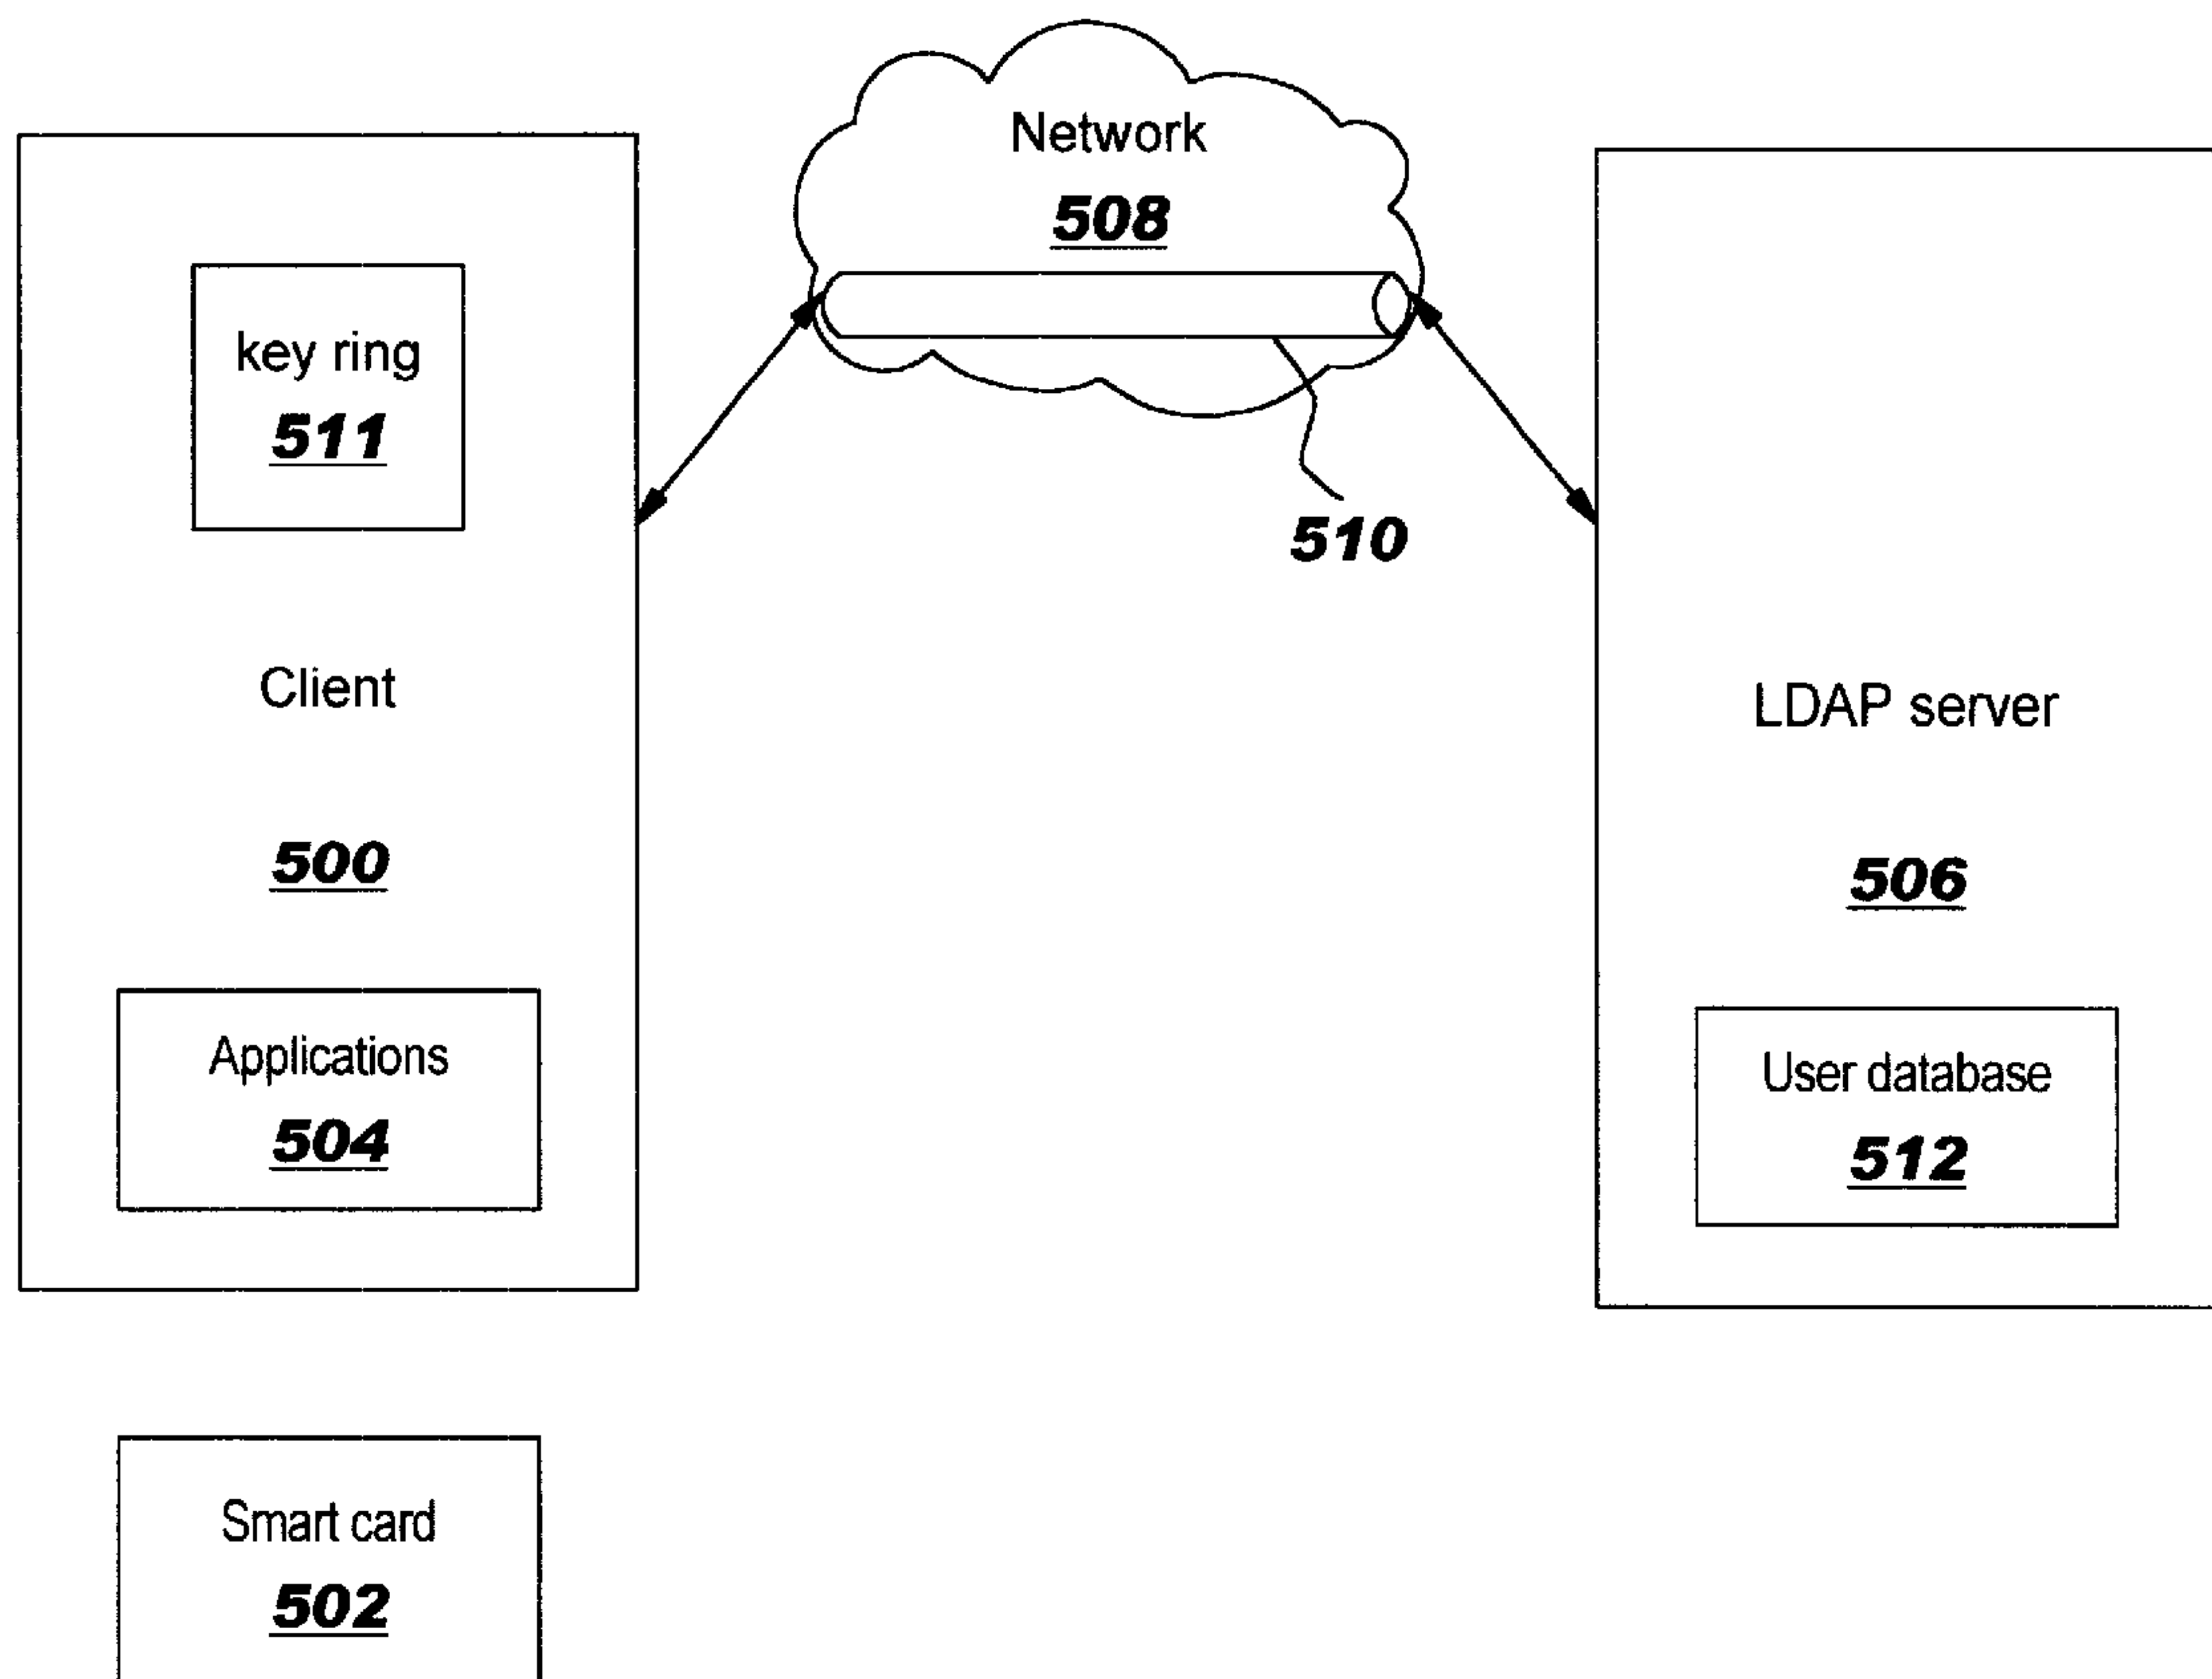 Network
508
key ring
511
510
Client
500
LDAP server
506
Applications
504
User database
512
Smart card
502